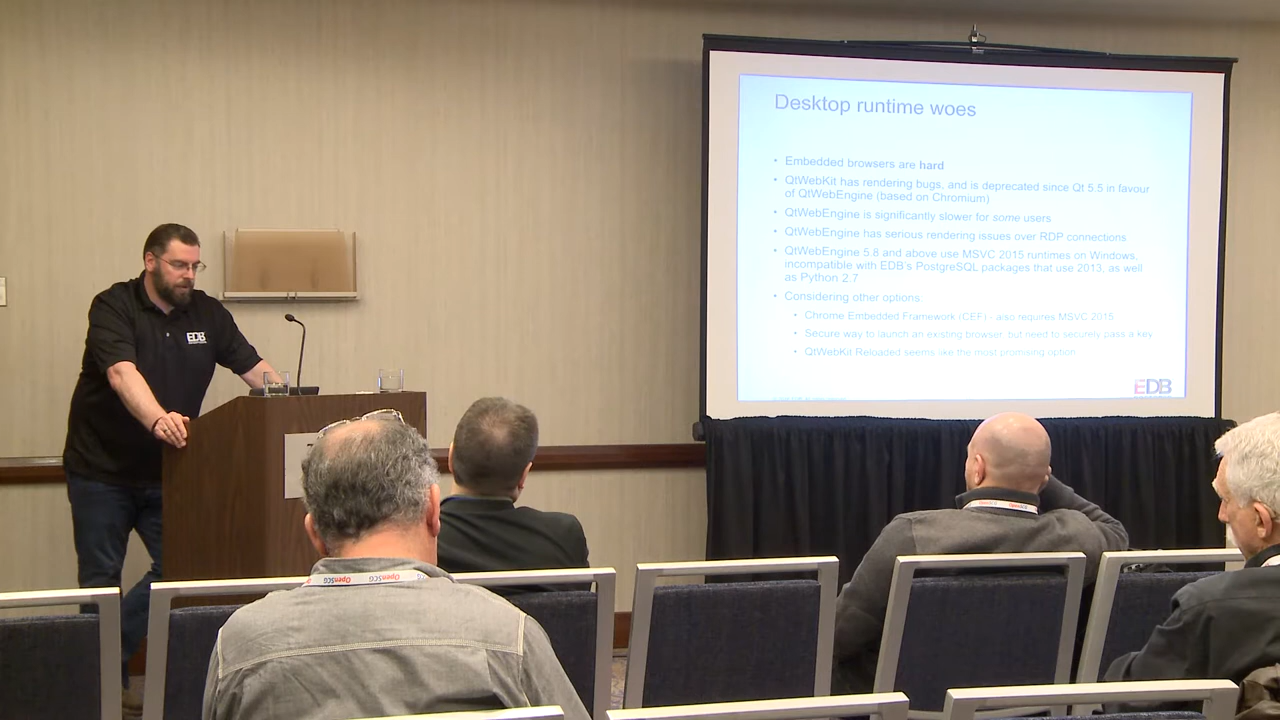 Desktop runtime woes
• Embedded browsers are hard
• QtWebKit has rendering bugs, and is deprecated since Qt 5.5 in favour
of QtWebEngine (based on Chromium)
• QtWebEngine is significantly slower for some users
• QtWebEngine has serious rendering issues over RDP connections
• QtWebEngine 5.8 and above use MSVC 2015 runtimes on Windows,
incompatible with EDB's PostgreSQL packages that use 2013, as well
as Python 2.7
• Considering other options:
• Chrome Embedded Framework (CEF) - also requires MSVC 2015
• Secure way to launch an existing browser, but need to securely pass a key
• QtWebKit Reloaded seems like the most promising option
EDB
EDB
OpenSCG
OpenSCG